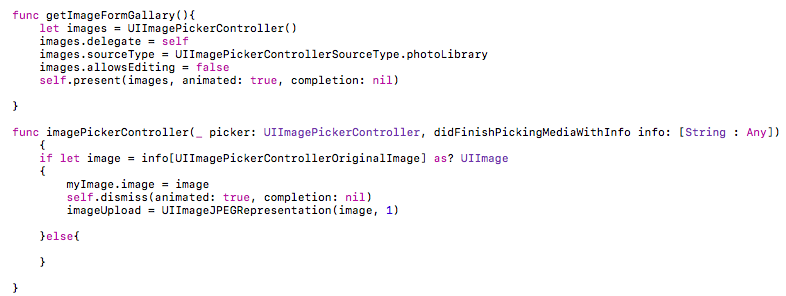 func getImageFormGallary(){
    let images = UIImagePickerController()
    images.delegate = self
    images.sourceType = UIImagePickerControllerSourceType.photoLibrary
    images.allowsEditing = false
    self.present(images, animated: true, completion: nil)
}
func imagePickerController(_ picker: UIImagePickerController, didFinishPickingMediaWithInfo info: [String : Any])
    {
    if let image = info[UIImagePickerControllerOriginalImage] as? UIImage
    {
        myImage.image = image
        self.dismiss(animated: true, completion: nil)
        imageUpload = UIImageJPEGRepresentation(image, 1)
    }else{
    }
}